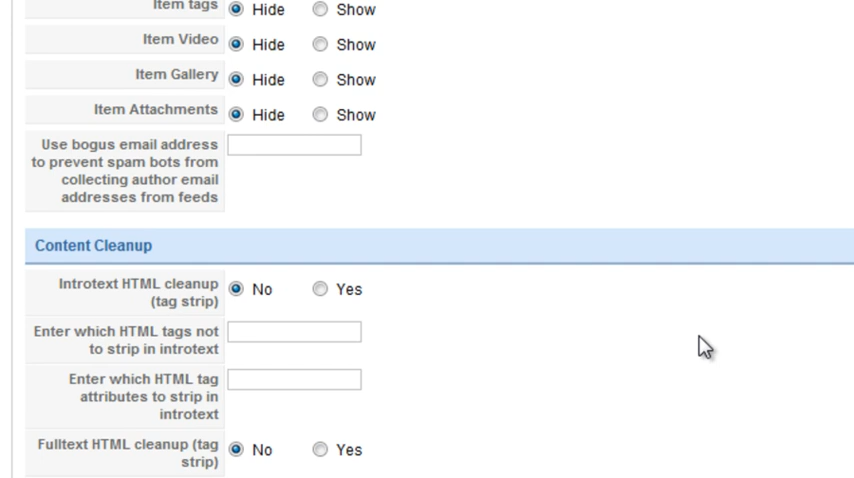 Item tags Hide Show
Item Video Hide Show
Item Gallery Hide Show
Item Attachments Hide Show
Use bogus email address
to prevent spam bots from
collecting author email
addresses from feeds
Content Cleanup
Introtext HTML cleanup
(tag strip) No Yes
Enter which HTML tags not
to strip in introtext
Enter which HTML tag
attributes to strip in
introtext
Fulltext HTML cleanup (tag
strip) No Yes